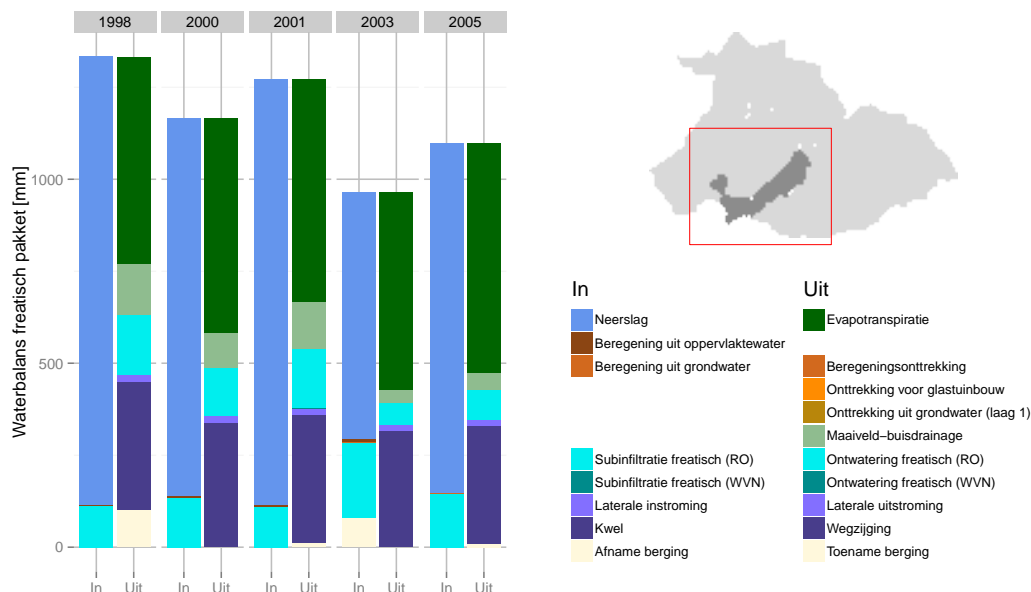 1998 2000 2001 2003 2005
Waterbalans freatisch pakket [mm]
1000
500
0
In Uit In Uit In Uit In Uit In Uit
In
Neerslag
Beregening uit oppervlaktewater
Beregening uit grondwater
Subinfiltratie freatisch (RO)
Subinfiltratie freatisch (WVN)
Laterale instroming
Kwel
Afname berging
Uit
Evapotranspiratie
Beregeningsonttrekking
Onttrekking voor glastuinbouw
Onttrekking uit grondwater (laag 1)
Maaiveld−buisdrainage
Ontwatering freatisch (RO)
Ontwatering freatisch (WVN)
Laterale uitstroming
Wegzijging
Toename berging